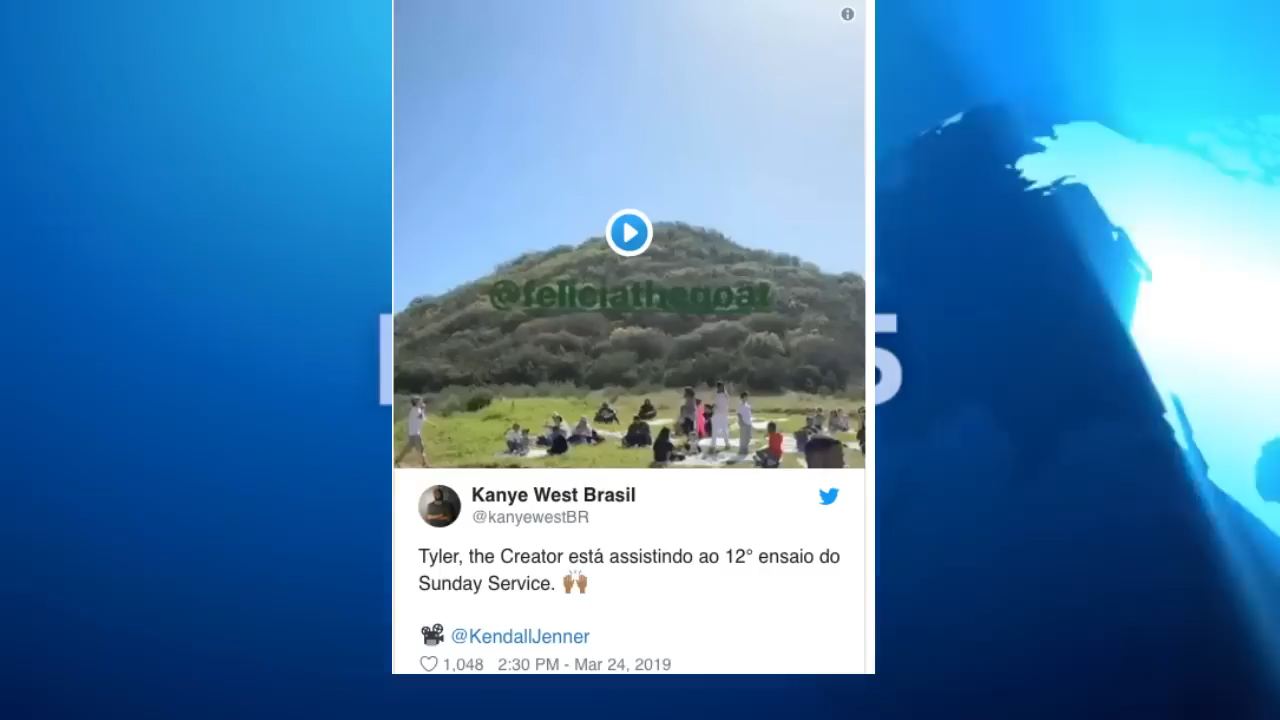 @feliciathegoat
Kanye West Brasil
@kanyewestBR
Tyler, the Creator está assistindo ao 12° ensaio do
Sunday Service. 🙌🏽
🎥 @KendallJenner
1,048 2:30 PM - Mar 24, 2019